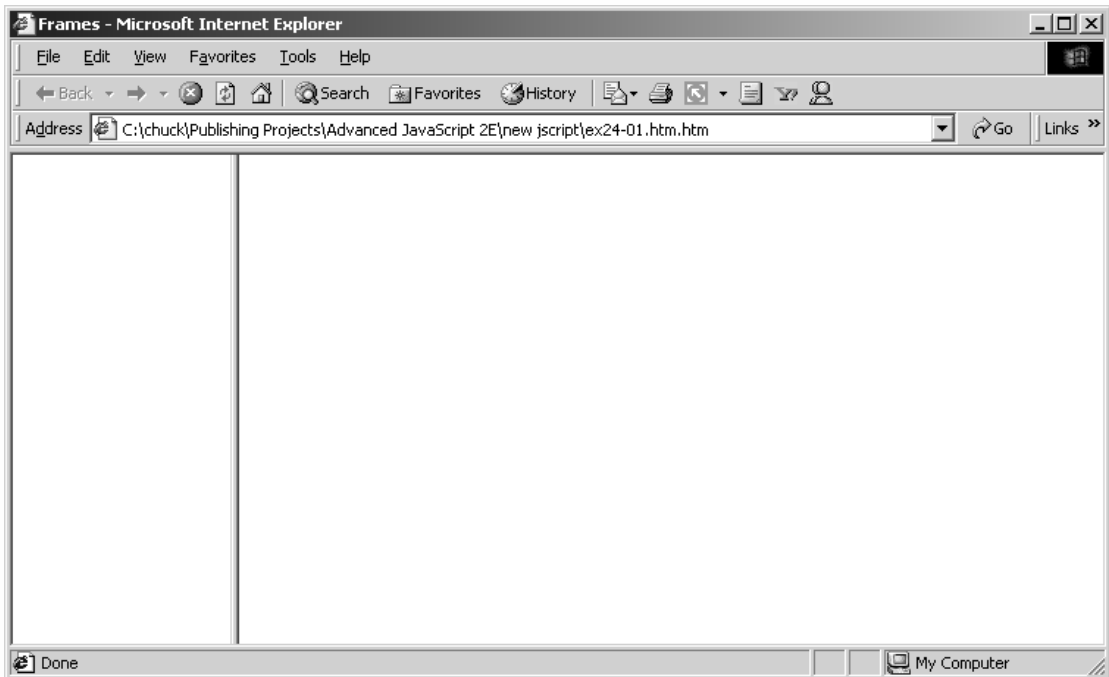 Frames - Microsoft Internet Explorer
File Edit View Favorites Tools Help
Back Search Favorites History
Address C:\chuck\Publishing Projects\Advanced JavaScript 2E\new jscript\ex24-01.htm.htm Go Links »
Done My Computer